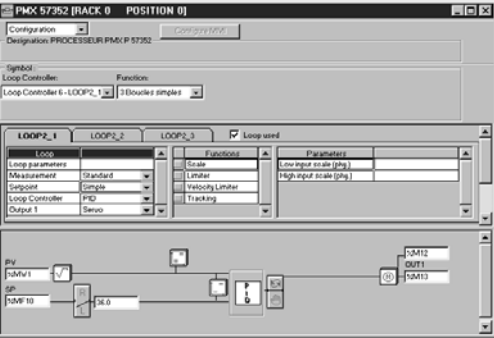 PMX 57352 [RACK 0 POSITION 0]
Configuration
Configure MMI
Designation: PROCESSEUR PMX P 57352
Symbol:
Loop Controller: Function:
Loop Controller 6 - LOOP2_1 3 Boucles simples
LOOP2_1 LOOP2_2 LOOP2_3 Loop used
Loop Functions Parameters
Loop parameters Scale Low input scale (phy.)
Measurement Standard Limiter High input scale (phy.)
Setpoint Simple Velocity Limiter
Loop Controller PID Tracking
Output 1 Servo
PV
%MW1
SP
%MF10
R
L
36.0
P
I
D
%M12
OUT1
M
%M13